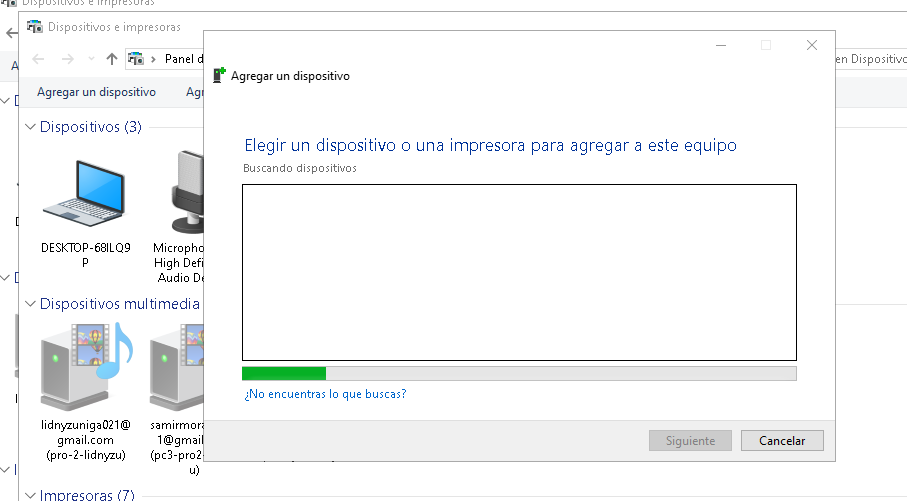 Dispositivos e impresoras
Dispositivos e impresoras
Panel d
en Dispositivo
Agregar un dispositivo
Agr
Dispositivos (3)
DESKTOP-68ILQ9
P
Micropho
High Defi
Audio De
Dispositivos multimedia
lidnyzuniga021@
gmail.com
(pro-2-lidnyzu)
samirmora
1@gmail
(pc3-pro2
u)
Impresoras (7)
Agregar un dispositivo
Elegir un dispositivo o una impresora para agregar a este equipo
Buscando dispositivos
¿No encuentras lo que buscas?
Siguiente
Cancelar